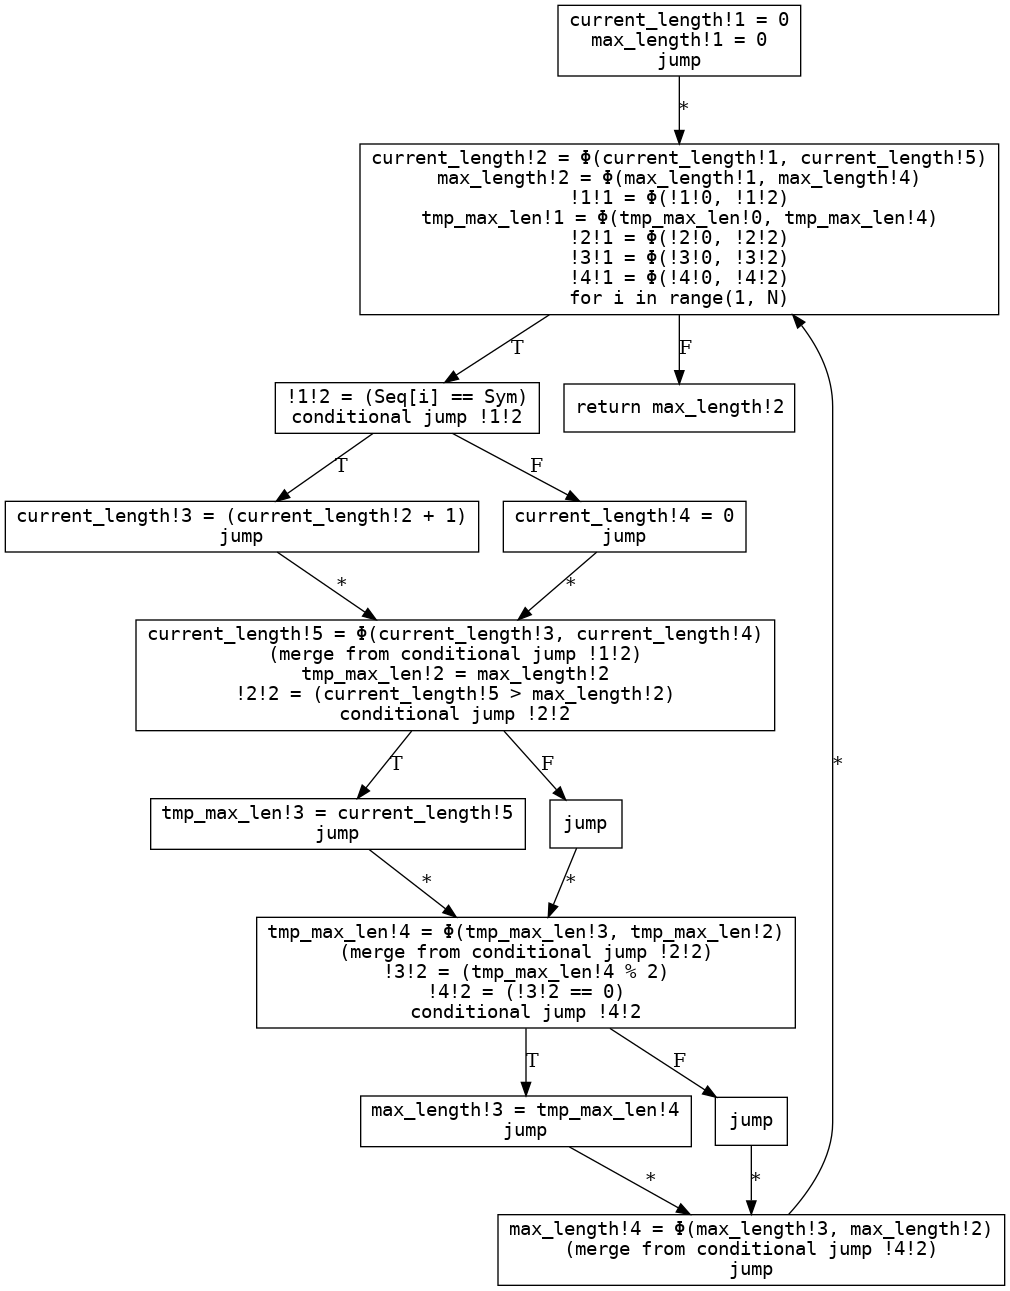 current_length!1 = 0
max_length!1 = 0
jump
*
current_length!2 = Φ(current_length!1, current_length!5)
max_length!2 = Φ(max_length!1, max_length!4)
!1!1 = Φ(!1!0, !1!2)
tmp_max_len!1 = Φ(tmp_max_len!0, tmp_max_len!4)
!2!1 = Φ(!2!0, !2!2)
!3!1 = Φ(!3!0, !3!2)
!4!1 = Φ(!4!0, !4!2)
for i in range(1, N)
T
F
!1!2 = (Seq[i] == Sym)
conditional jump !1!2
return max_length!2
T
F
current_length!3 = (current_length!2 + 1)
jump
current_length!4 = 0
jump
*
*
current_length!5 = Φ(current_length!3, current_length!4)
(merge from conditional jump !1!2)
tmp_max_len!2 = max_length!2
!2!2 = (current_length!5 > max_length!2)
conditional jump !2!2
T
F
*
tmp_max_len!3 = current_length!5
jump
jump
*
*
tmp_max_len!4 = Φ(tmp_max_len!3, tmp_max_len!2)
(merge from conditional jump !2!2)
!3!2 = (tmp_max_len!4 % 2)
!4!2 = (!3!2 == 0)
conditional jump !4!2
T
F
max_length!3 = tmp_max_len!4
jump
jump
*
*
max_length!4 = Φ(max_length!3, max_length!2)
(merge from conditional jump !4!2)
jump